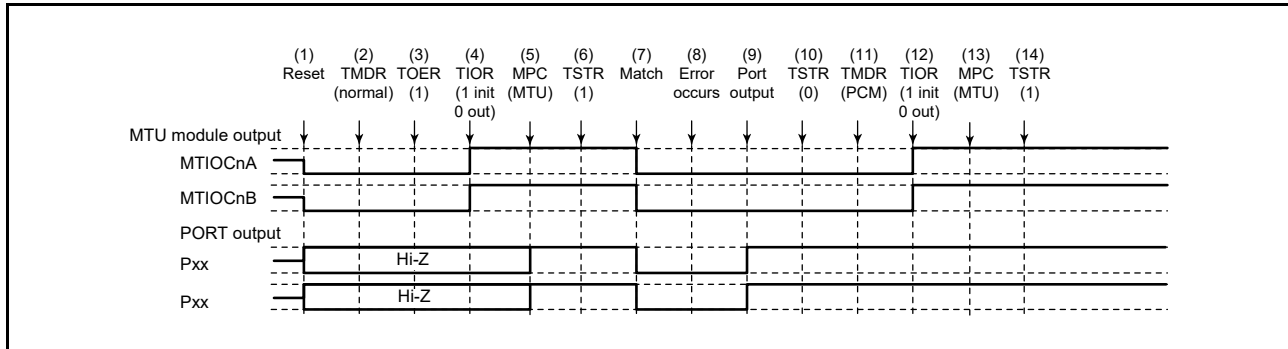 (1) (2) (3) (4) (5) (6) (7) (8) (9) (10) (11) (12) (13) (14)
Reset TMDR TOER TIOR MPC TSTR Match Error Port TSTR TMDR TIOR MPC TSTR
(normal) (1) (1 init (MTU) (1) occurs output (0) (PCM) (1 init (MTU) (1)
0 out) 0 out)
MTU module output
MTIOCnA
MTIOCnB
PORT output
Pxx Hi-Z
Pxx Hi-Z